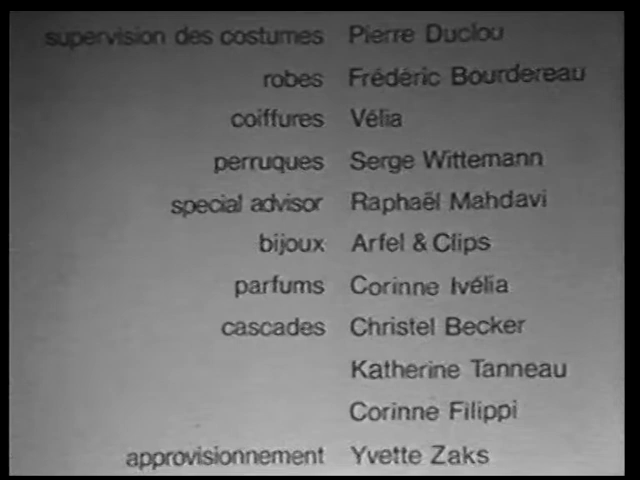 supervision des costumes Pierre Duclou
robes Frédéric Bourdereau
coiffures Vélia
perruques Serge Wittemann
special advisor Raphaël Mahdavi
bijoux Arfel & Clips
parfums Corinne Ivélia
cascades Christel Becker
Katherine Tanneau
Corinne Filippi
approvisionnement Yvette Zaks